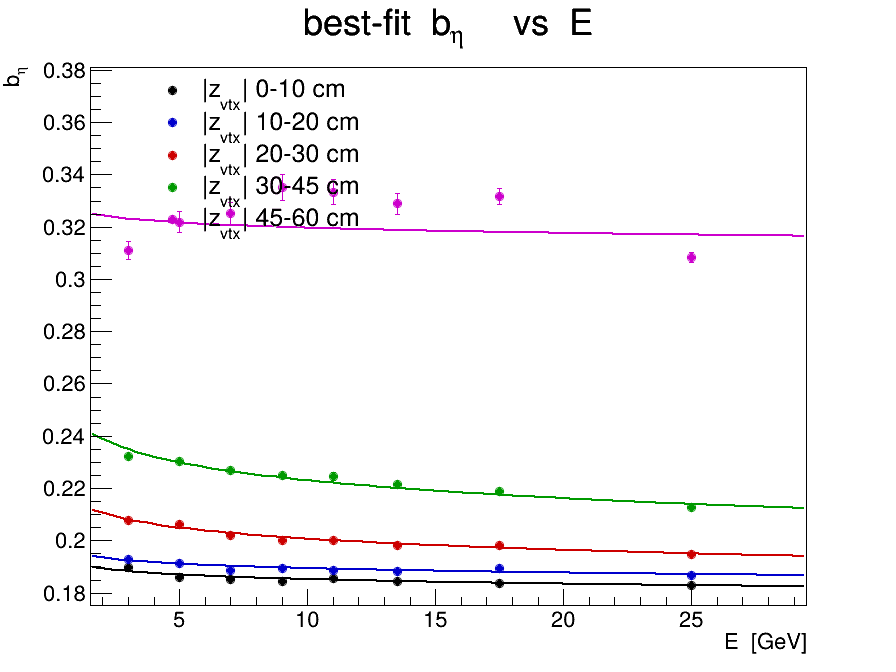 best-fit b_η vs E
b_η
0.38
0.36
0.34
0.32
0.3
0.28
0.26
0.24
0.22
0.2
0.18
|z_vtx| 0-10 cm
|z_vtx| 10-20 cm
|z_vtx| 20-30 cm
|z_vtx| 30-45 cm
|z_vtx| 45-60 cm
5 10 15 20 25
E [GeV]